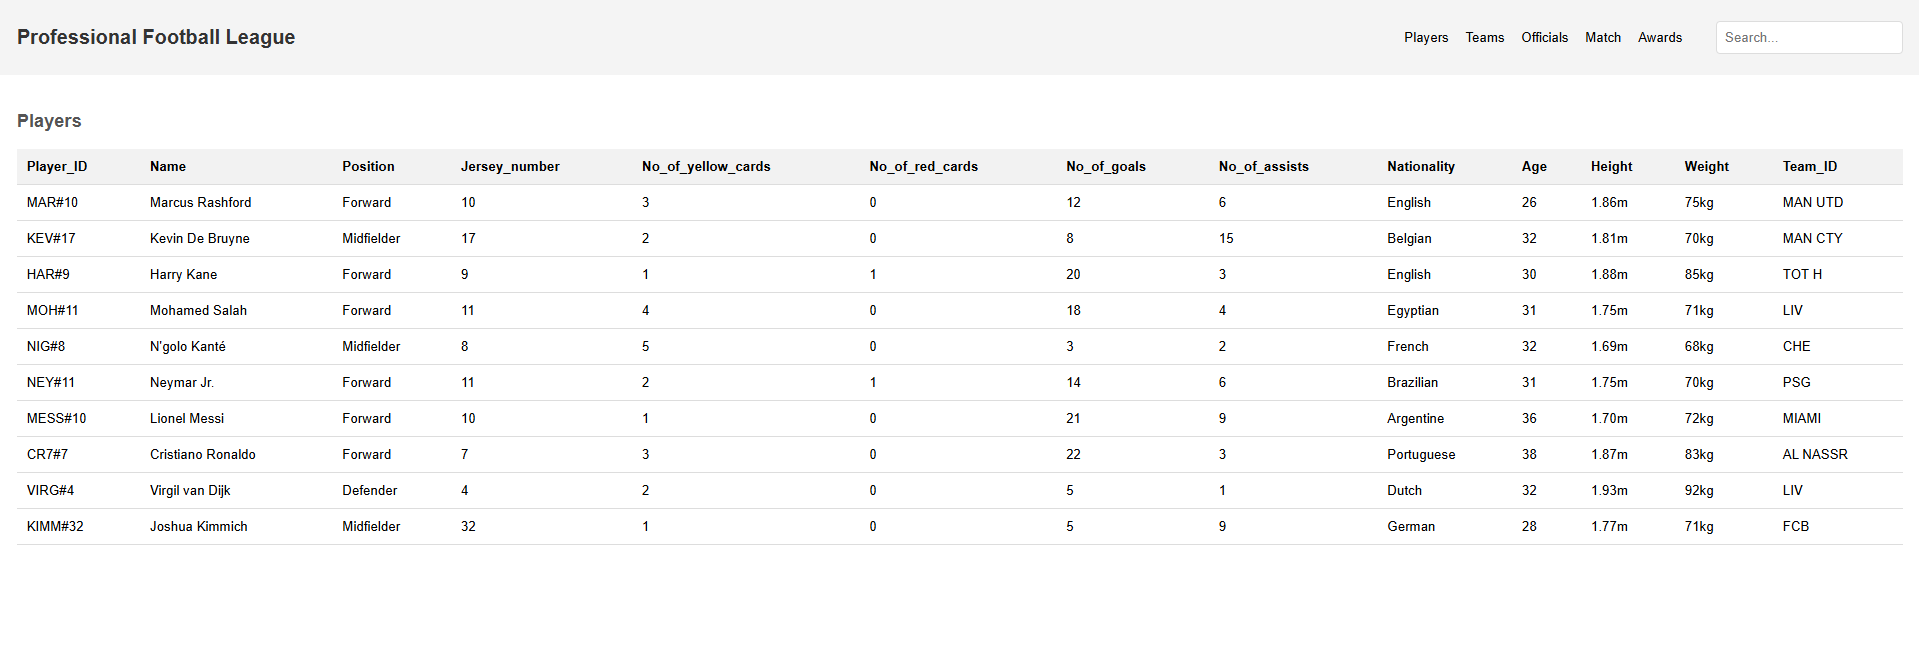 Professional Football League Players Teams Officials Match Awards Search...
Players
Player_ID Name Position Jersey_number No_of_yellow_cards No_of_red_cards No_of_goals No_of_assists Nationality Age Height Weight Team_ID
MAR#10 Marcus Rashford Forward 10 3 0 12 6 English 26 1.86m 75kg MAN UTD
KEV#17 Kevin De Bruyne Midfielder 17 2 0 8 15 Belgian 32 1.81m 70kg MAN CTY
HAR#9 Harry Kane Forward 9 1 1 20 3 English 30 1.88m 85kg TOT H
MOH#11 Mohamed Salah Forward 11 4 0 18 4 Egyptian 31 1.75m 71kg LIV
NIG#8 N'golo Kanté Midfielder 8 5 0 3 2 French 32 1.69m 68kg CHE
NEY#11 Neymar Jr. Forward 11 2 1 14 6 Brazilian 31 1.75m 70kg PSG
MESS#10 Lionel Messi Forward 10 1 0 21 9 Argentine 36 1.70m 72kg MIAMI
CR7#7 Cristiano Ronaldo Forward 7 3 0 22 3 Portuguese 38 1.87m 83kg AL NASSR
VIRG#4 Virgil van Dijk Defender 4 2 0 5 1 Dutch 32 1.93m 92kg LIV
KIMM#32 Joshua Kimmich Midfielder 32 1 0 5 9 German 28 1.77m 71kg FCB